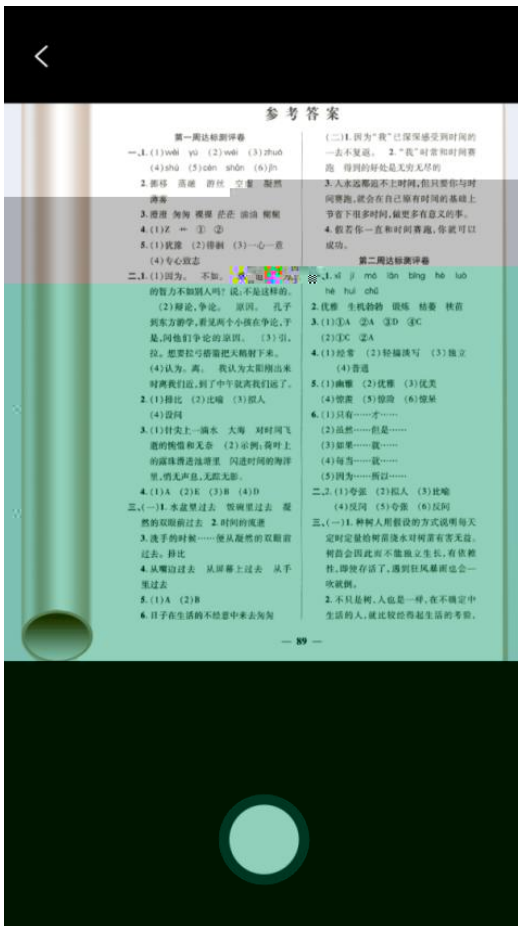 参考答案
第一周达标测评卷
一、1.(1)wēi yú (2)wéi (3)zhuó
(4)shù (5)cén shān (6)jīn
2.挪移 蒸融 游丝 空虚 凝然
薄雾
3.潸潸 匆匆 裸裸 茫茫 油油 糊糊
4.(1)Z ① ②
5.(1)犹豫 (2)徘徊 (3)一心一意
(4)专心致志
二、1.(1)因为。 不如。
的智力不如别人吗?说:不是这样的。
(2)辩论,争论。 原因。 孔子
到东方游学,看见两个小孩在争论,于
是,问他们争论的原因。 (3)引,
拉。想要拉弓搭箭把天鹅射下来。
(4)认为。离。 我认为太阳刚出来
时离我们近,到了中午就离我们远了。
2.(1)排比 (2)比喻 (3)拟人
(4)设问
3.(1)针尖上一滴水 大海 对时间飞
逝的惋惜和无奈 (2)示例:荷叶上
的露珠滑进池塘里 闪进时间的海洋
里,悄无声息,无踪无影。
4.(1)A (2)E (3)B (4)D
三、(一)1.水盆里过去 饭碗里过去 凝
然的双眼前过去 2.时间的流逝
3.洗手的时候……便从凝然的双眼前
过去。排比
4.从嘴边过去 从屏幕上过去 从手
里过去
5.(1)A (2)B
6.日子在生活的不经意中来去匆匆
(二)1.因为“我”已深深感受到时间的
一去不复返。 2.“我”时常和时间赛
跑 得到的好处是无穷无尽的
3.人永远都追不上时间,但只要你与时
间赛跑,就会在自己原有时间的基础上
节省下很多时间,做更多有意义的事。
4.假若你一直和时间赛跑,你就可以
成功。
第二周达标测评卷
1.xī jī mó lǎn bīng hè luò
hé huì chǔ
2.优雅 生机勃勃 锻炼 枯萎 秧苗
3.(1)①A ②A ③D ④C
(2)①C ②A
4.(1)经常 (2)轻描淡写 (3)独立
(4)普通
5.(1)幽雅 (2)优雅 (3)优美
(4)惊羡 (5)惊险 (6)惊呆
6.(1)只有……才……
(2)虽然……但是……
(3)如果……就……
(4)每当……就……
(5)因为……所以……
二、2.(1)夸张 (2)拟人 (3)比喻
(4)反问 (5)夸张 (6)反问
三、(一)1.种树人用假设的方式说明每天
定时定量给树苗浇水对树苗有害无益。
树苗会因此而不能独立生长,有依赖
性,即使存活了,遇到狂风暴雨也会一
吹就倒。
2.不只是树,人也是一样,在不确定中
生活的人,就比较经得起生活的考验,
— 89 —